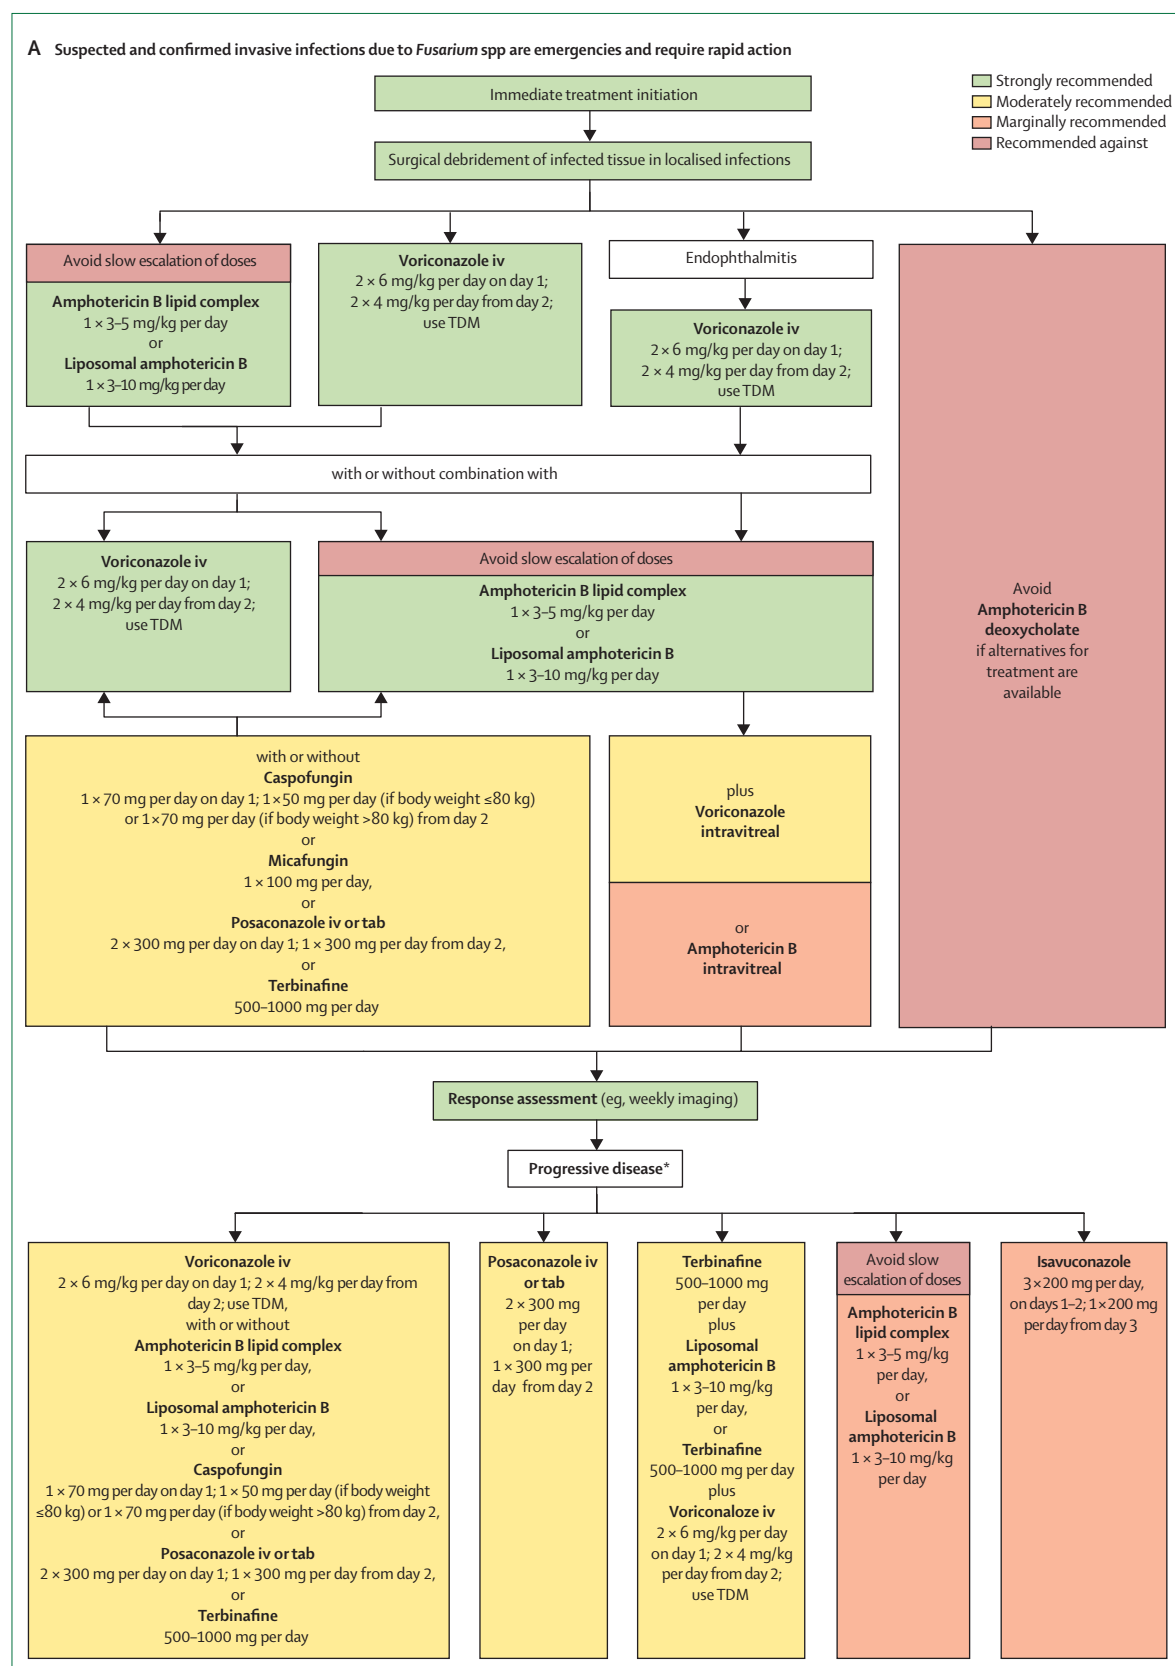 A Suspected and confirmed invasive infections due to Fusarium spp are emergencies and require rapid action
Strongly recommended
Moderately recommended
Marginally recommended
Recommended against
Immediate treatment initiation
Surgical debridement of infected tissue in localised infections
Avoid slow escalation of doses
Amphotericin B lipid complex
1 × 3–5 mg/kg per day
or
Liposomal amphotericin B
1 × 3–10 mg/kg per day
Voriconazole iv
2 × 6 mg/kg per day on day 1;
2 × 4 mg/kg per day from day 2;
use TDM
Endophthalmitis
Voriconazole iv
2 × 6 mg/kg per day on day 1;
2 × 4 mg/kg per day from day 2;
use TDM
Avoid
Amphotericin B
deoxycholate
if alternatives for
treatment are
available
with or without combination with
Voriconazole iv
2 × 6 mg/kg per day on day 1;
2 × 4 mg/kg per day from day 2;
use TDM
Avoid slow escalation of doses
Amphotericin B lipid complex
1 × 3–5 mg/kg per day
or
Liposomal amphotericin B
1 × 3–10 mg/kg per day
with or without
Caspofungin
1 × 70 mg per day on day 1; 1 × 50 mg per day (if body weight ≤80 kg)
or 1 × 70 mg per day (if body weight >80 kg) from day 2
or
Micafungin
1 × 100 mg per day,
or
Posaconazole iv or tab
2 × 300 mg per day on day 1; 1 × 300 mg per day from day 2,
or
Terbinafine
500–1000 mg per day
plus
Voriconazole
intravitreal
or
Amphotericin B
intravitreal
Response assessment (eg, weekly imaging)
Progressive disease*
Voriconazole iv
2 × 6 mg/kg per day on day 1; 2 × 4 mg/kg per day from
day 2; use TDM,
with or without
Amphotericin B lipid complex
1 × 3–5 mg/kg per day,
or
Liposomal amphotericin B
1 × 3–10 mg/kg per day,
or
Caspofungin
1 × 70 mg per day on day 1; 1 × 50 mg per day (if body weight
≤80 kg) or 1 × 70 mg per day (if body weight >80 kg) from day 2,
or
Posaconazole iv or tab
2 × 300 mg per day on day 1; 1 × 300 mg per day from day 2,
or
Terbinafine
500–1000 mg per day
Posaconazole iv
or tab
2 × 300 mg
per day
on day 1;
1 × 300 mg per
day from day 2
Terbinafine
500–1000 mg
per day
plus
Liposomal
amphotericin B
1 × 3–10 mg/kg
per day,
or
Terbinafine
500–1000 mg per day
plus
Voriconaloze iv
2 × 6 mg/kg per day
on day 1; 2 × 4 mg/kg
per day from day 2;
use TDM
Avoid slow
escalation of doses
Amphotericin B
lipid complex
1 × 3–5 mg/kg
per day,
or
Liposomal
amphotericin B
1 × 3–10 mg/kg
per day
Isavuconazole
3 × 200 mg per day,
on days 1–2; 1 × 200 mg
per day from day 3